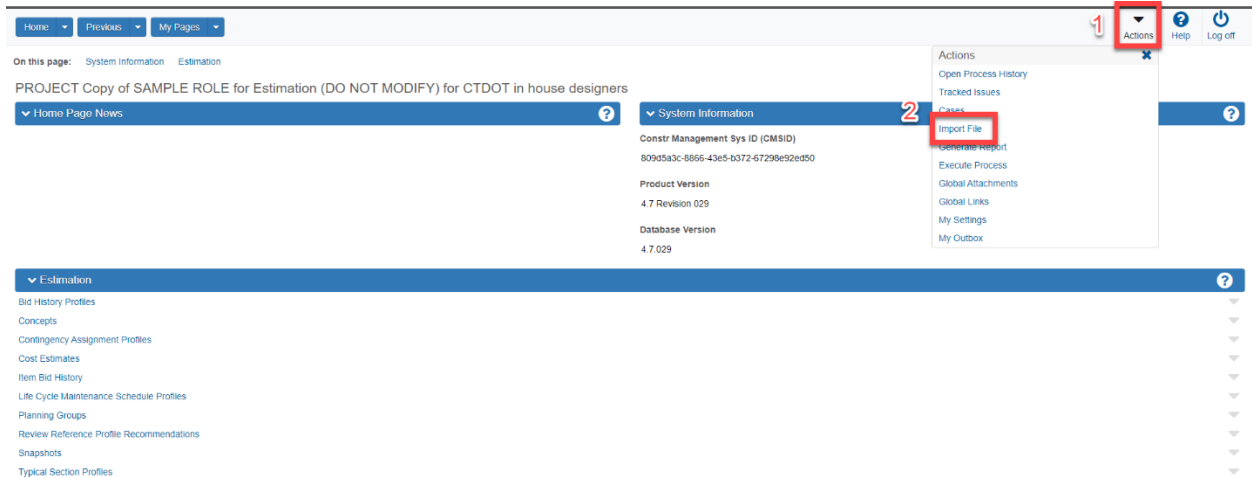 Home Previous My Pages
1
Actions Help Log off
On this page: System Information Estimation
PROJECT Copy of SAMPLE ROLE for Estimation (DO NOT MODIFY) for CTDOT in house designers
Home Page News
System Information
Constr Management Sys ID (CMSID)
809d5a3c-8866-43e5-b372-67298e92ed50
Product Version
4.7 Revision 029
Database Version
4.7.029
Actions
Open Process History
Tracked Issues
Cases
2
Import File
Generate Report
Execute Process
Global Attachments
Global Links
My Settings
My Outbox
Estimation
Bid History Profiles
Concepts
Contingency Assignment Profiles
Cost Estimates
Item Bid History
Life Cycle Maintenance Schedule Profiles
Planning Groups
Review Reference Profile Recommendations
Snapshots
Typical Section Profiles